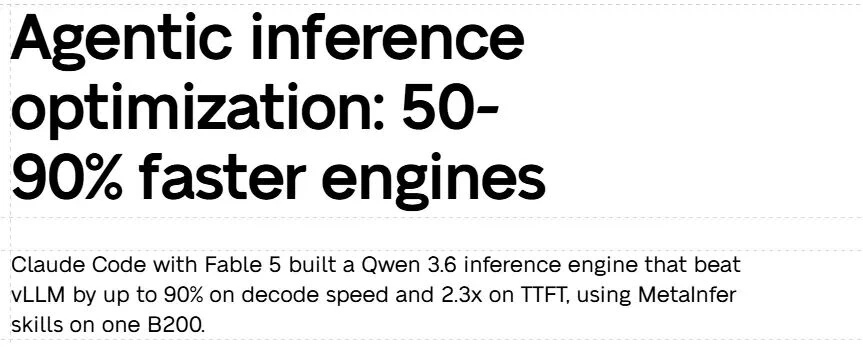 Agentic inference
optimization: 50-
90% faster engines
Claude Code with Fable 5 built a Qwen 3.6 inference engine that beat
vLLM by up to 90% on decode speed and 2.3x on TTFT, using MetaInfer
skills on one B200.